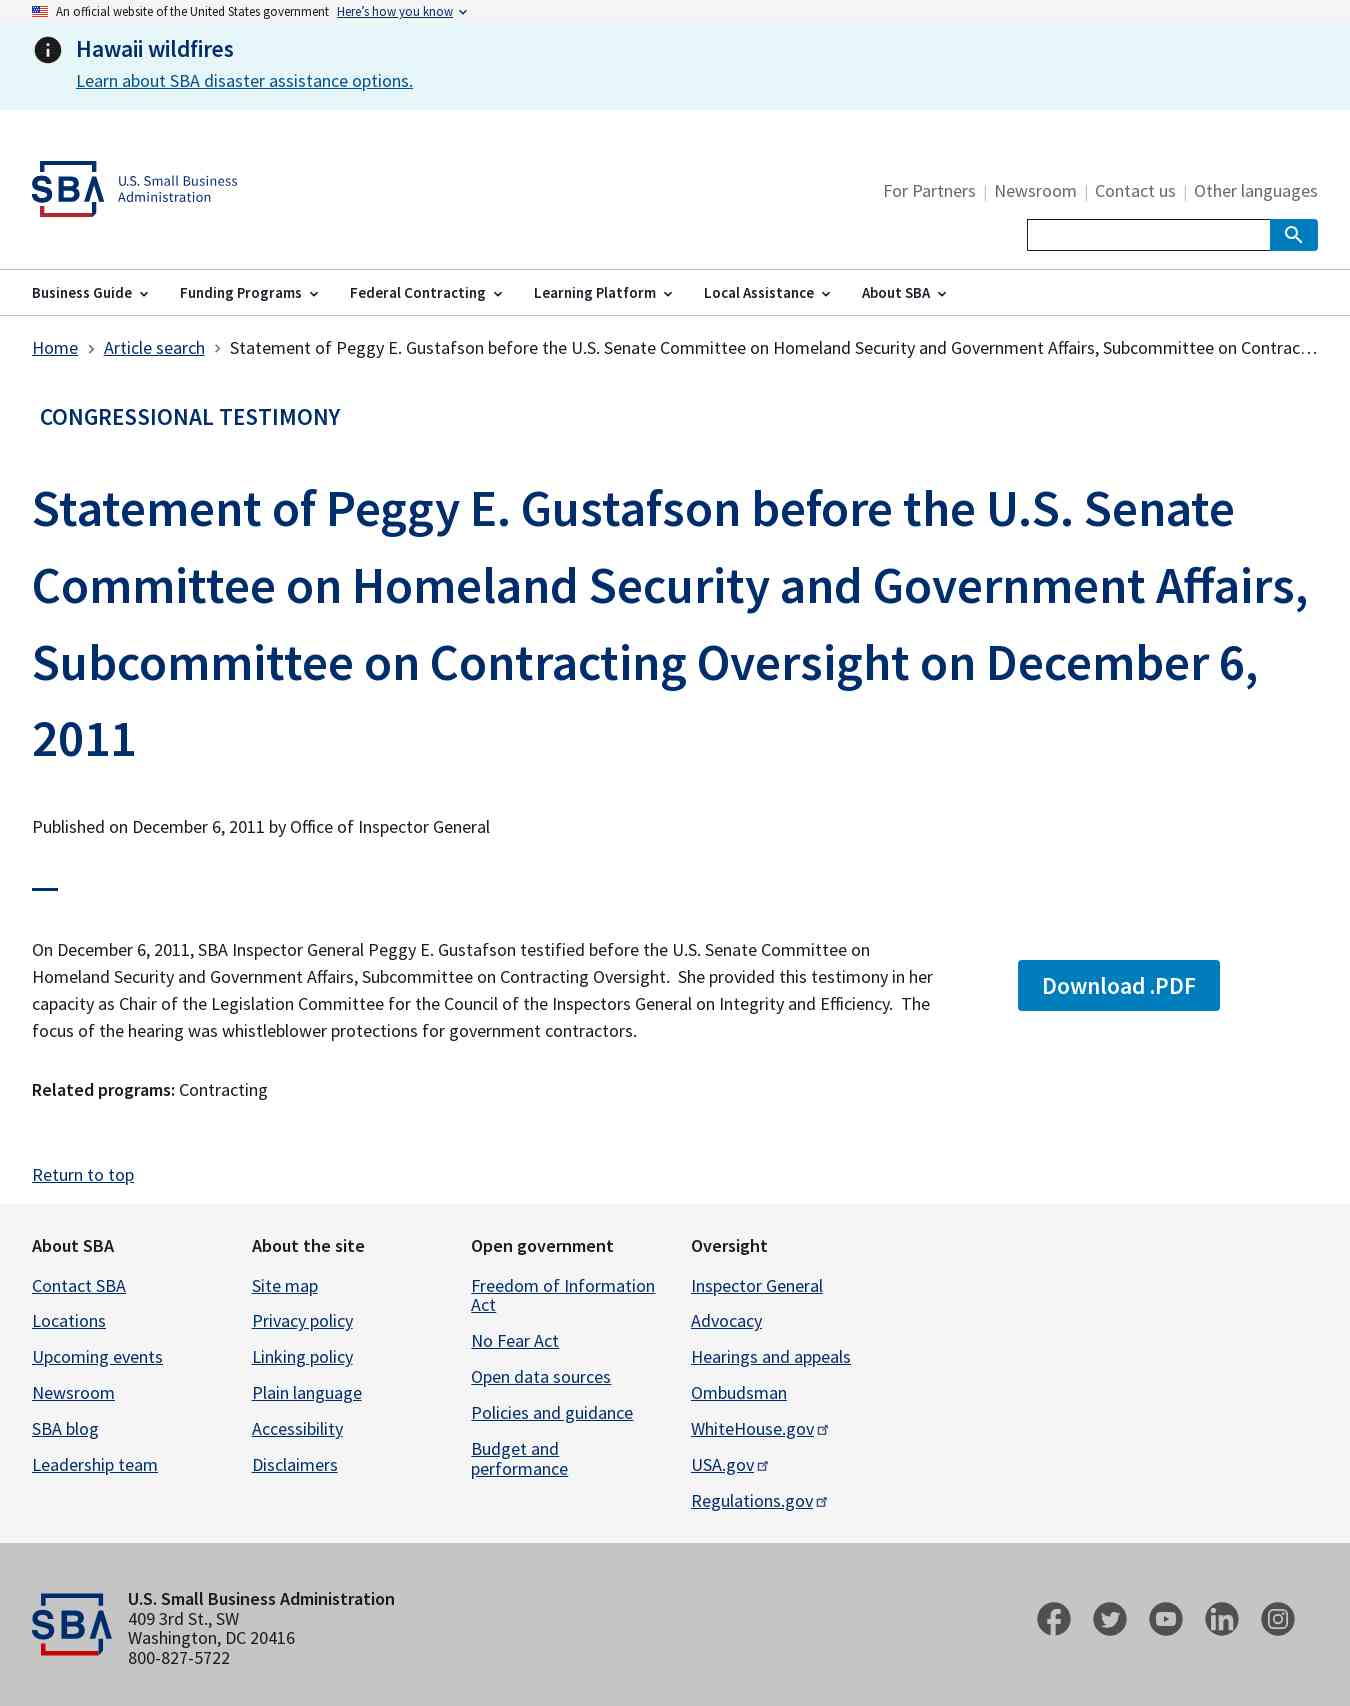 An official website of the United States government Here's how you know
Hawaii wildfires
Learn about SBA disaster assistance options.
SBA U.S. Small Business
Administration
For Partners | Newsroom | Contact us | Other languages
Business Guide Funding Programs Federal Contracting Learning Platform Local Assistance About SBA
Home > Article search > Statement of Peggy E. Gustafson before the U.S. Senate Committee on Homeland Security and Government Affairs, Subcommittee on Contrac…
CONGRESSIONAL TESTIMONY
Statement of Peggy E. Gustafson before the U.S. Senate
Committee on Homeland Security and Government Affairs,
Subcommittee on Contracting Oversight on December 6,
2011
Published on December 6, 2011 by Office of Inspector General
On December 6, 2011, SBA Inspector General Peggy E. Gustafson testified before the U.S. Senate Committee on
Homeland Security and Government Affairs, Subcommittee on Contracting Oversight.  She provided this testimony in her
capacity as Chair of the Legislation Committee for the Council of the Inspectors General on Integrity and Efficiency.  The
focus of the hearing was whistleblower protections for government contractors.
Download .PDF
Related programs: Contracting
Return to top
About SBA
Contact SBA
Locations
Upcoming events
Newsroom
SBA blog
Leadership team
About the site
Site map
Privacy policy
Linking policy
Plain language
Accessibility
Disclaimers
Open government
Freedom of Information
Act
No Fear Act
Open data sources
Policies and guidance
Budget and
performance
Oversight
Inspector General
Advocacy
Hearings and appeals
Ombudsman
WhiteHouse.gov
USA.gov
Regulations.gov
SBA
U.S. Small Business Administration
409 3rd St., SW
Washington, DC 20416
800-827-5722